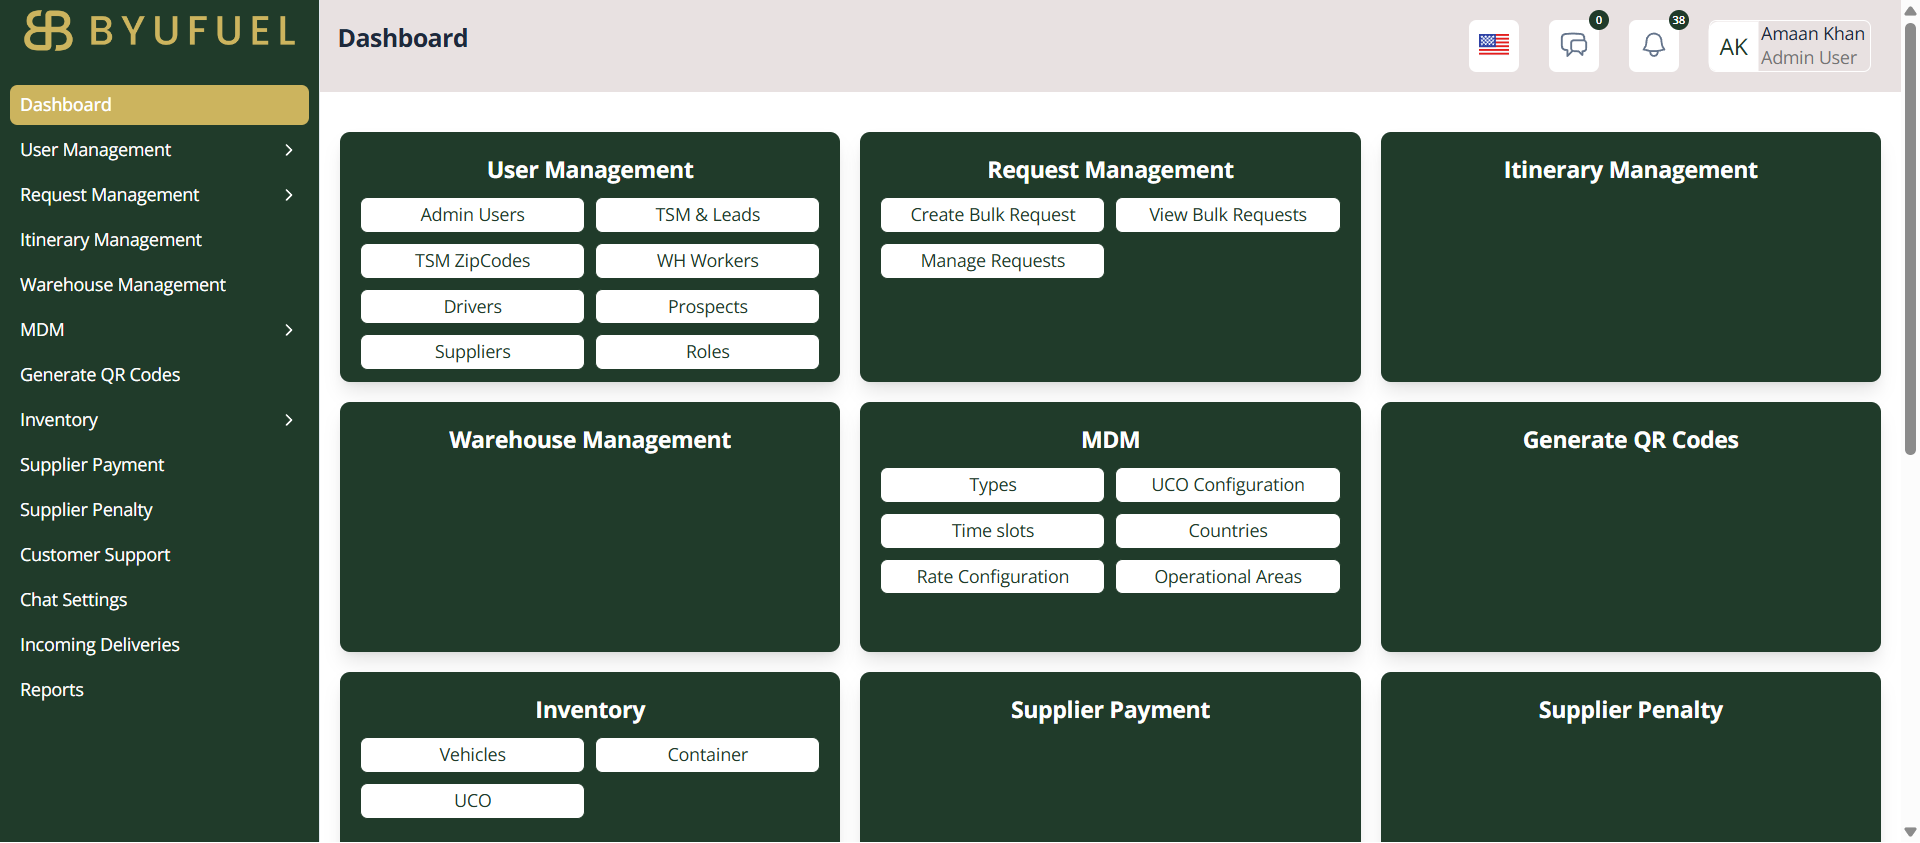 BYUFUEL
Dashboard
User Management
Request Management
Itinerary Management
Warehouse Management
MDM
Generate QR Codes
Inventory
Supplier Payment
Supplier Penalty
Customer Support
Chat Settings
Incoming Deliveries
Reports
Dashboard
0
38
AK
Amaan Khan
Admin User
User Management
Admin Users
TSM & Leads
TSM ZipCodes
WH Workers
Drivers
Prospects
Suppliers
Roles
Request Management
Create Bulk Request
View Bulk Requests
Manage Requests
Itinerary Management
Warehouse Management
MDM
Types
UCO Configuration
Time slots
Countries
Rate Configuration
Operational Areas
Generate QR Codes
Inventory
Vehicles
Container
UCO
Supplier Payment
Supplier Penalty